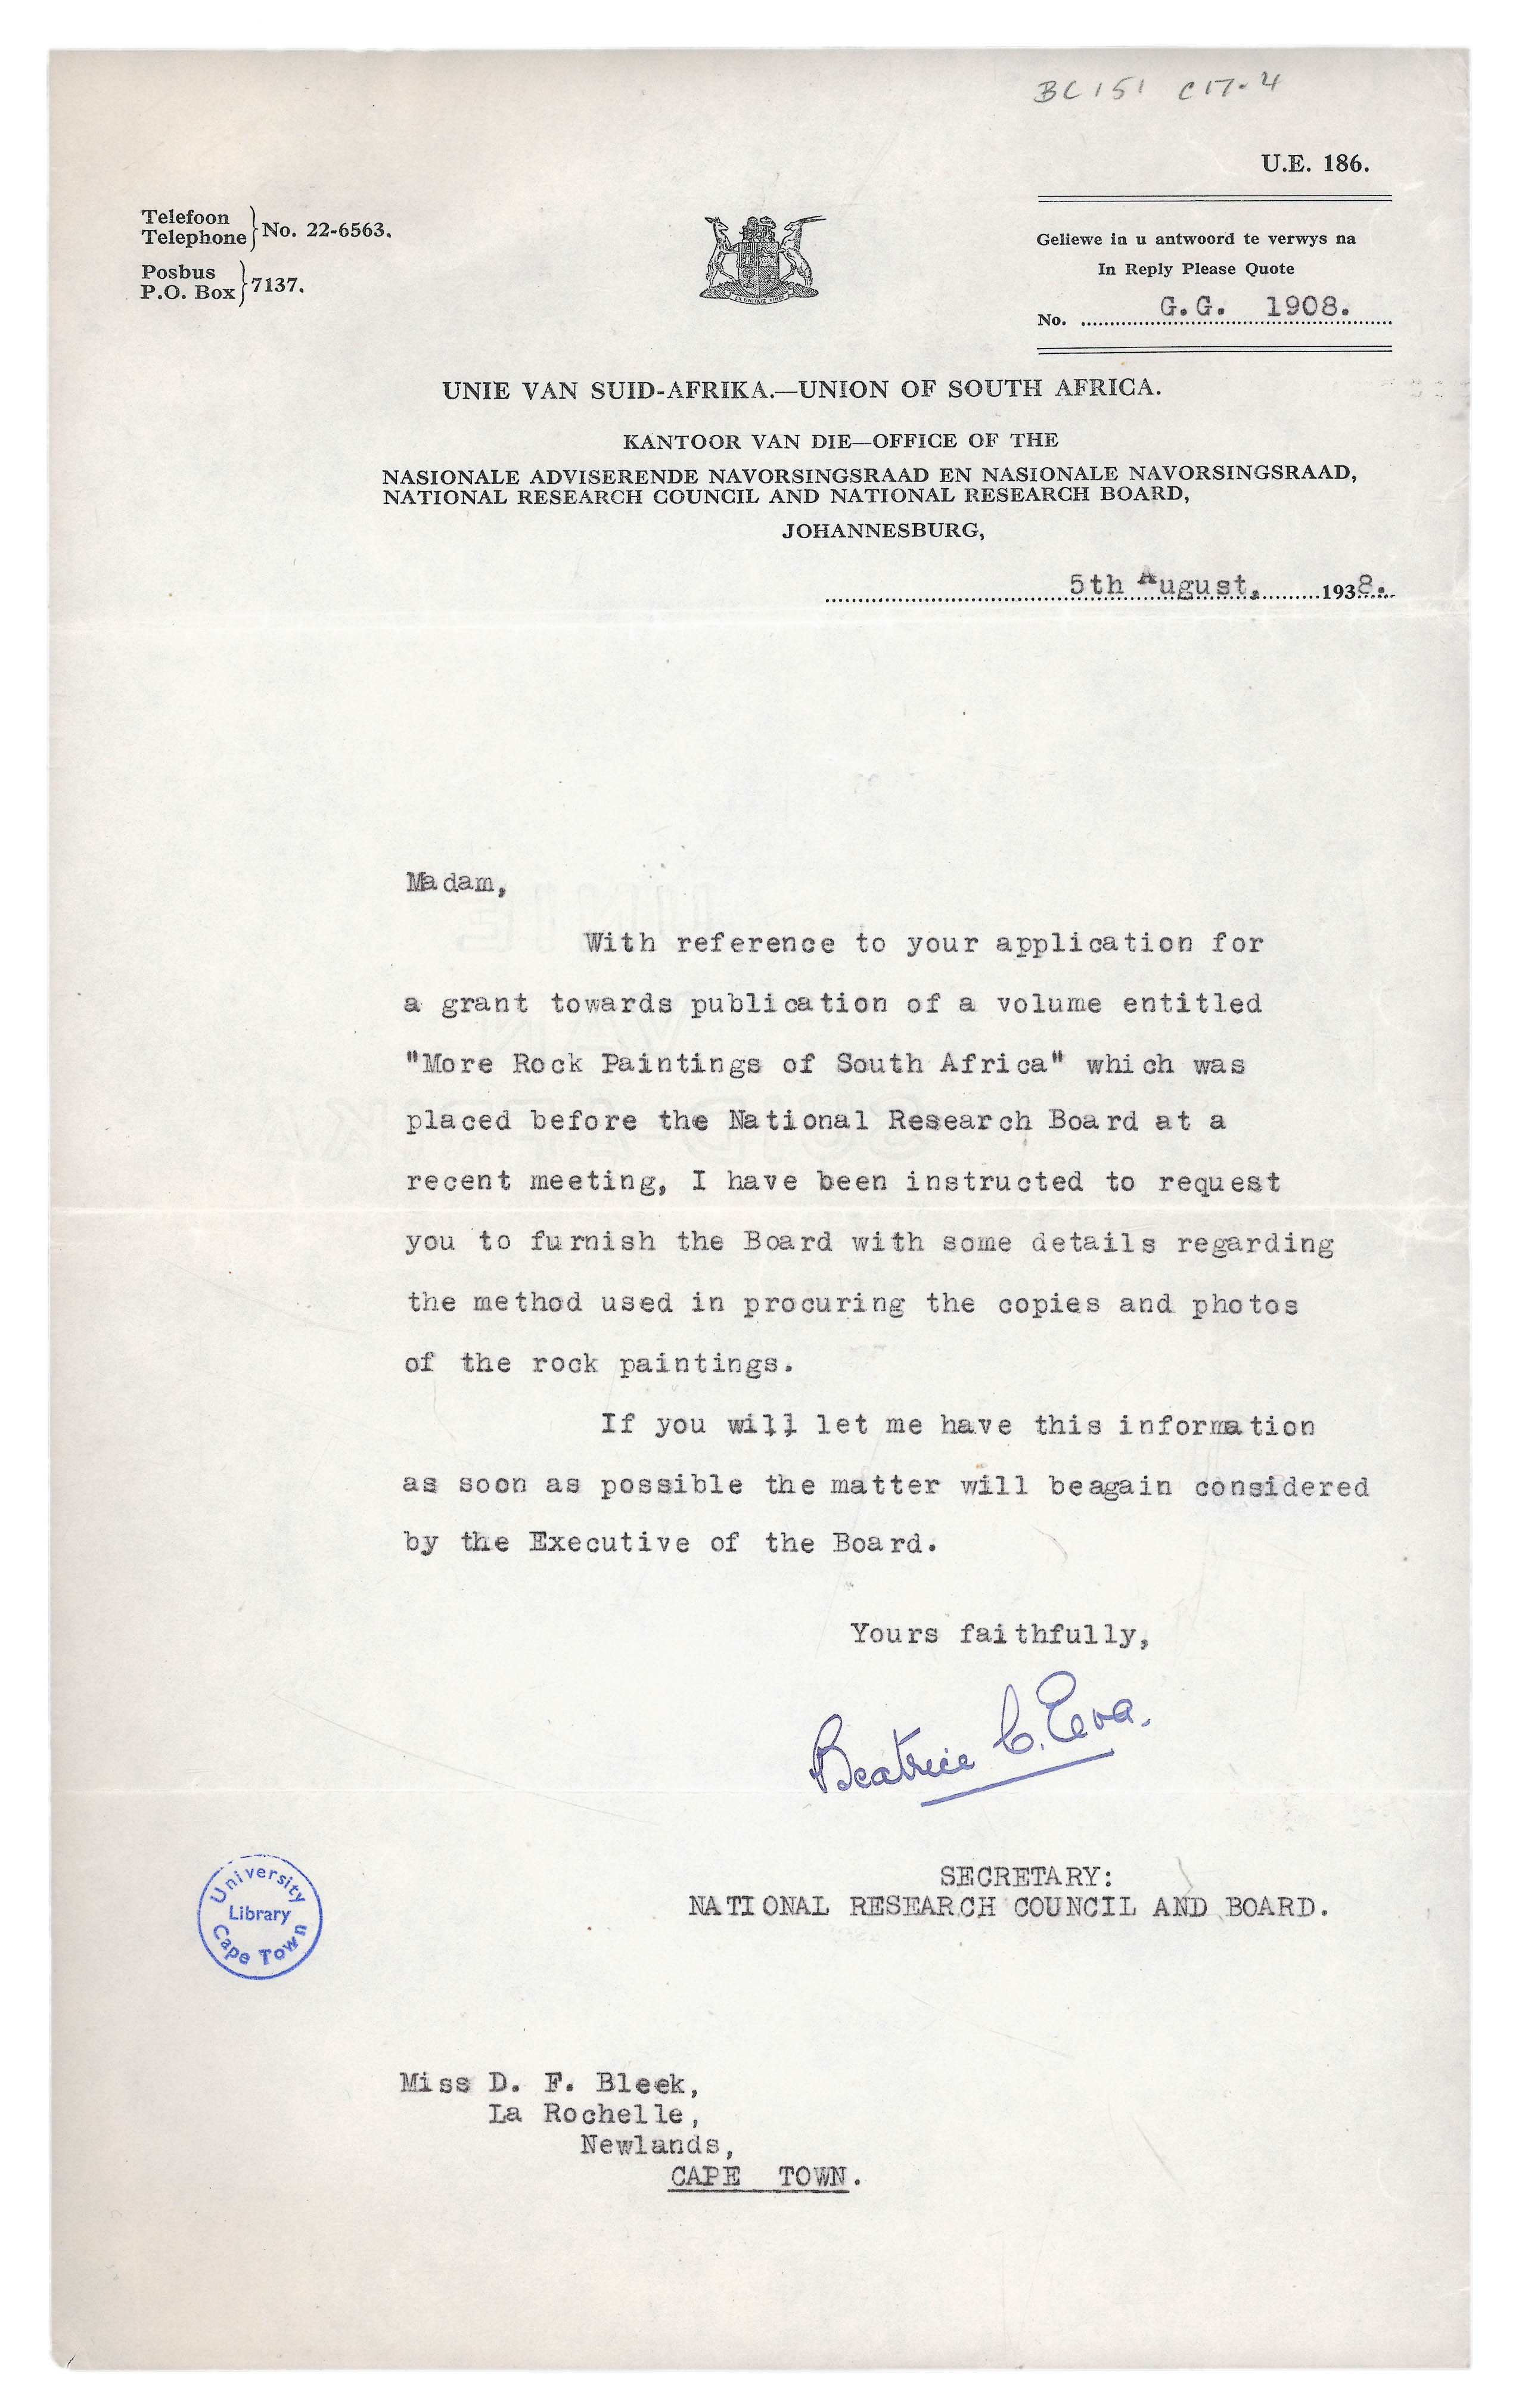 BC 151 C17.4
U.E. 186.
Telefoon
Telephone
No. 22-6563.
Posbus
P.O. Box
7137.
Geliewe in u antwoord te verwys na
In Reply Please Quote
No. G.G. 1908.
UNIE VAN SUID-AFRIKA.—UNION OF SOUTH AFRICA.
KANTOOR VAN DIE—OFFICE OF THE
NASIONALE ADVISERENDE NAVORSINGSRAAD EN NASIONALE NAVORSINGSRAAD,
NATIONAL RESEARCH COUNCIL AND NATIONAL RESEARCH BOARD,
JOHANNESBURG,
5th August, 1938.
Madam,
With reference to your application for
a grant towards publication of a volume entitled
"More Rock Paintings of South Africa" which was
placed before the National Research Board at a
recent meeting, I have been instructed to request
you to furnish the Board with some details regarding
the method used in procuring the copies and photos
of the rock paintings.
If you will let me have this information
as soon as possible the matter will beagain considered
by the Executive of the Board.
Yours faithfully,
Beatrice C.
SECRETARY:
NATIONAL RESEARCH COUNCIL AND BOARD.
University
Library
Cape Town
Miss D. F. Bleek,
La Rochelle,
Newlands,
CAPE TOWN.